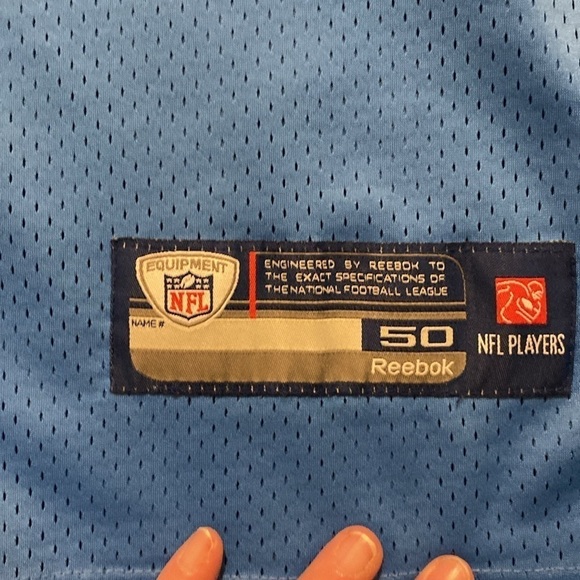 EQUIPMENT
NFL
ENGINEERED BY REEBOK TO
THE EXACT SPECIFICATIONS OF
THE NATIONAL FOOTBALL LEAGUE
NAME #
50
Reebok
NFL PLAYERS